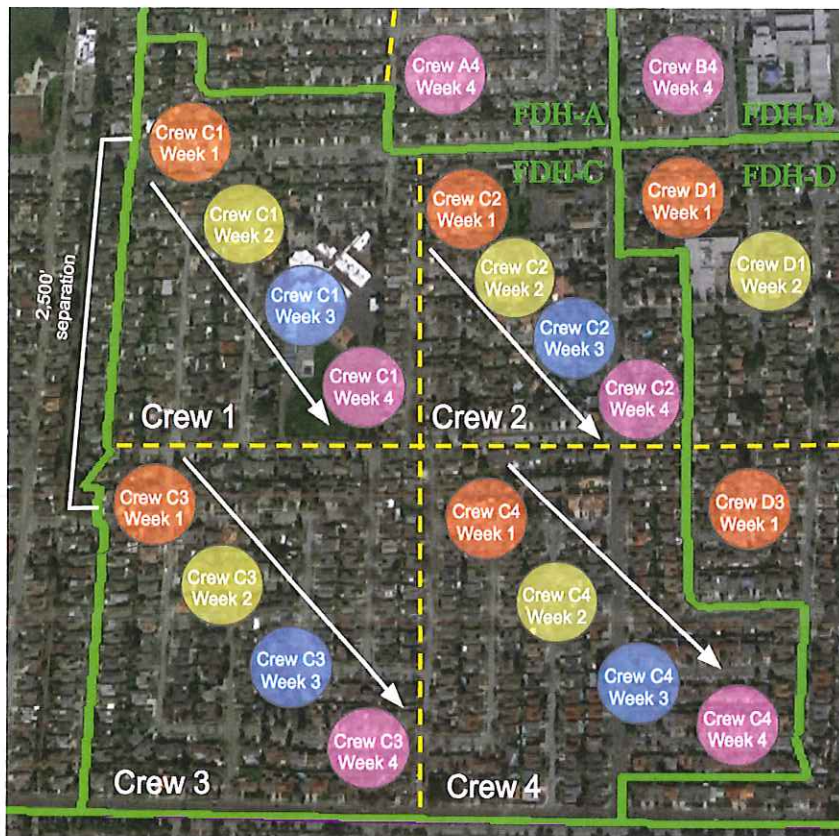 Crew A4
Week 4
Crew B4
Week 4
FDH-A
FDH-B
Crew C1
Week 1
FDH-C
FDH-D
Crew C2
Week 1
Crew D1
Week 1
Crew C1
Week 2
Crew C2
Week 2
Crew D1
Week 2
2,500'
separation
Crew C1
Week 3
Crew C2
Week 3
Crew C1
Week 4
Crew C2
Week 4
Crew 1
Crew 2
Crew C3
Week 1
Crew C4
Week 1
Crew D3
Week 1
Crew C3
Week 2
Crew C4
Week 2
Crew C3
Week 3
Crew C4
Week 3
Crew C3
Week 4
Crew C4
Week 4
Crew 3
Crew 4